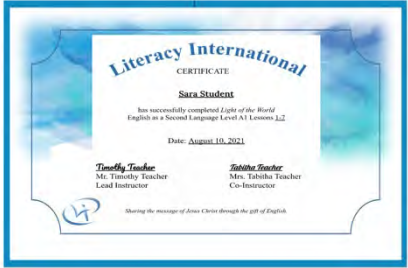 Literacy International
CERTIFICATE
Sara Student
has successfully completed Light of the World
English as a Second Language Level A1 Lessons 1-7
Date: August 10, 2021
Timothy Teacher
Tabitha Teacher
Mr. Timothy Teacher
Mrs. Tabitha Teacher
Lead Instructor
Co-Instructor
LI
Sharing the message of Jesus Christ through the gift of English